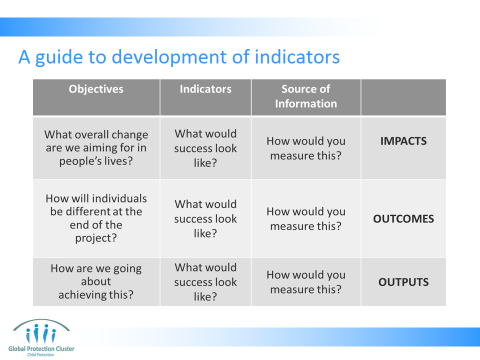 A guide to development of indicators
Objectives
Indicators
Source of
Information
What overall change
are we aiming for in
people's lives?
What would
success look
like?
How would you
measure this?
IMPACTS
How will individuals
be different at the
end of the
project?
What would
success look
like?
How would you
measure this?
OUTCOMES
How are we going
about
achieving this?
What would
success look
like?
How would you
measure this?
OUTPUTS
Global Protection Cluster
Child Protection